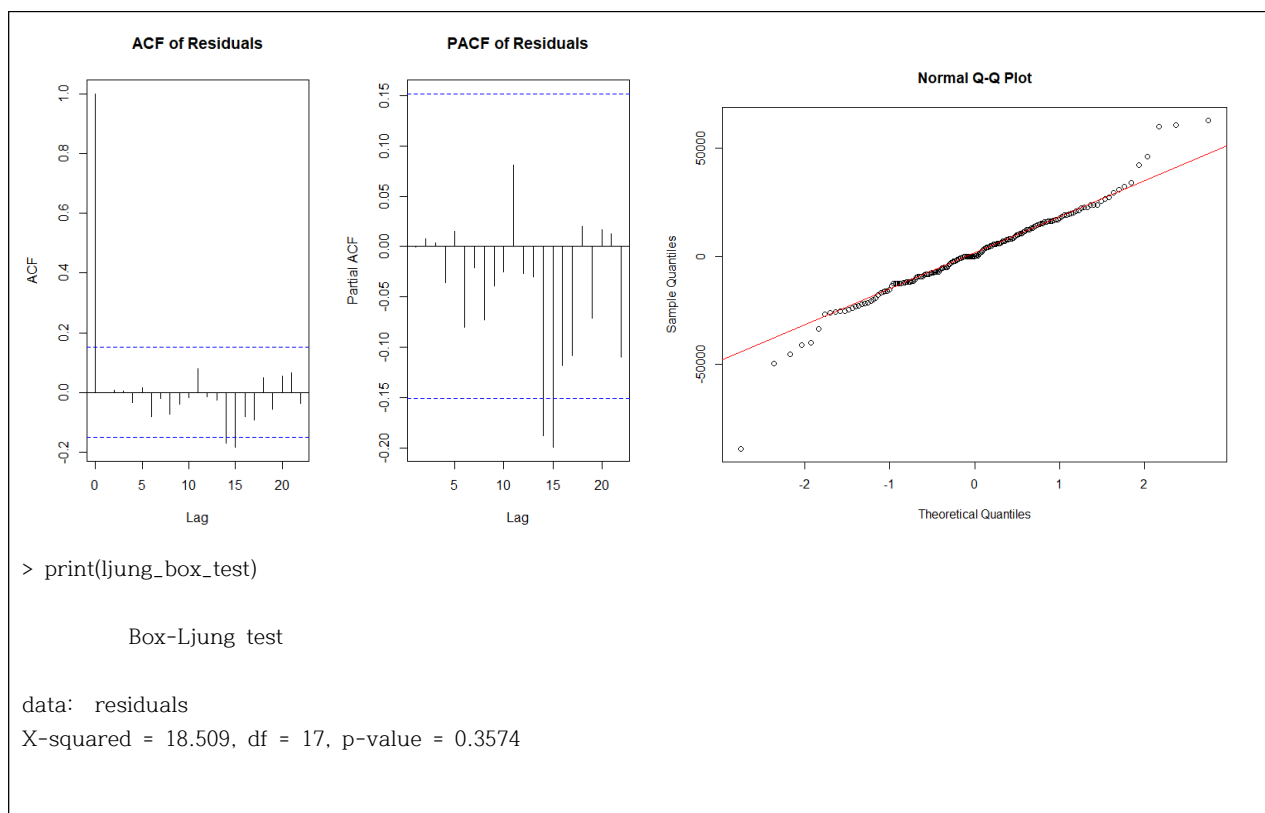 ACF of Residuals
ACF
1.0
0.8
0.6
0.4
0.2
0.0
-0.2
0 5 10 15 20
Lag
PACF of Residuals
Partial ACF
0.15
0.10
0.05
0.00
-0.05
-0.10
-0.15
-0.20
5 10 15 20
Lag
Normal Q-Q Plot
Sample Quantiles
50000
0
-50000
-2 -1 0 1 2
Theoretical Quantiles
> print(ljung_box_test)
Box-Ljung test
data: residuals
X-squared = 18.509, df = 17, p-value = 0.3574